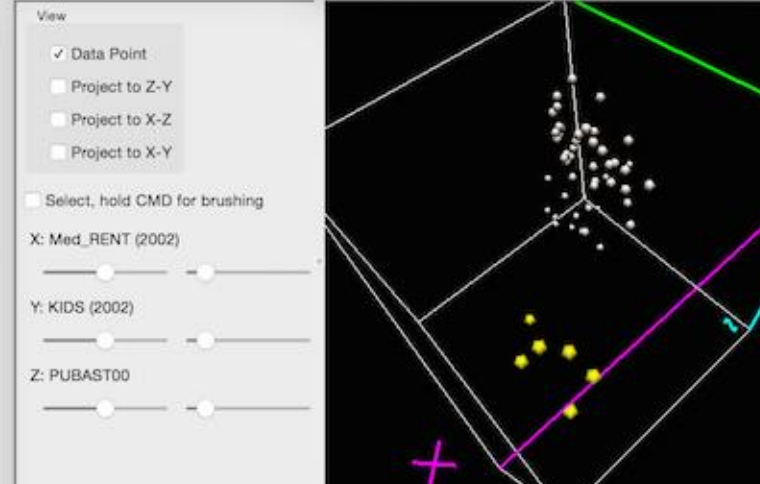 View
Data Point
Project to Z-Y
Project to X-Z
Project to X-Y
Select, hold CMD for brushing
X: Med_RENT (2002)
Y: KIDS (2002)
Z: PUBAST00
X